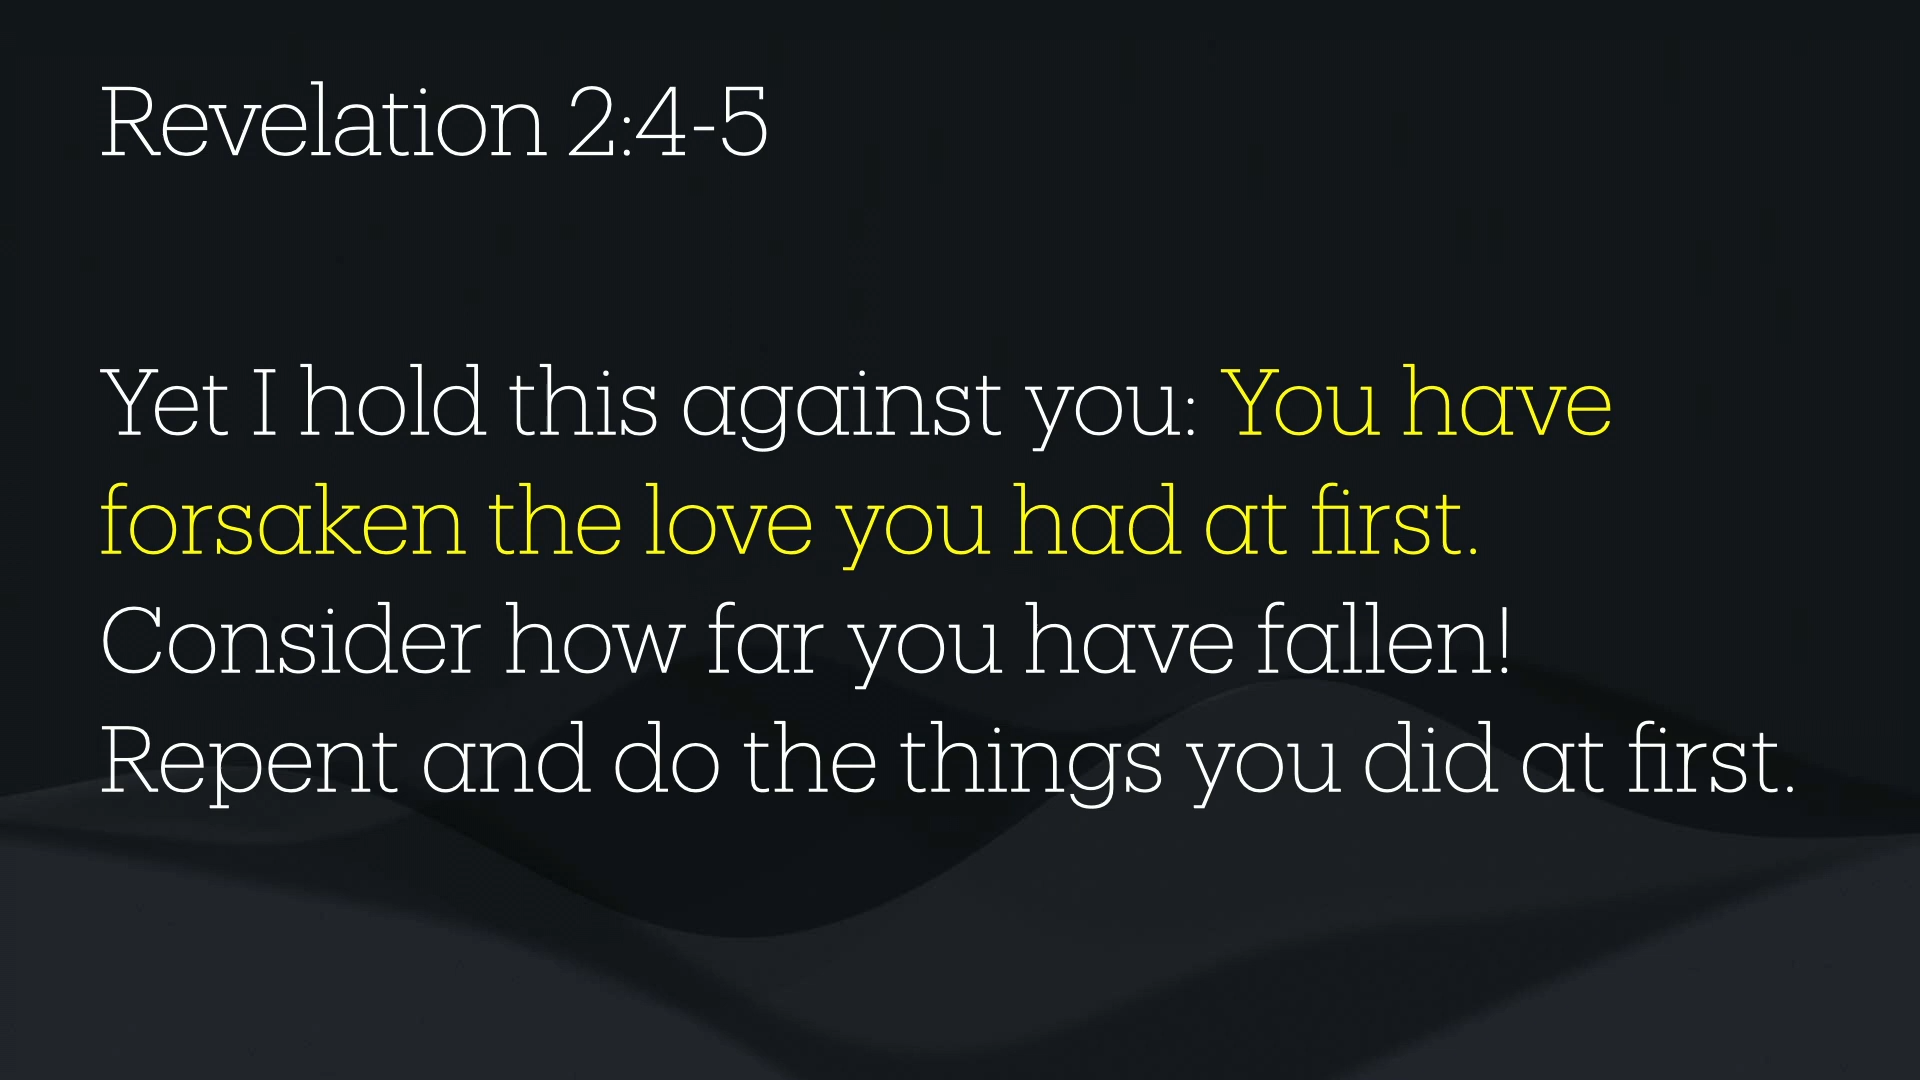 Revelation 2:4-5
Yet I hold this against you: You have
forsaken the love you had at first.
Consider how far you have fallen!
Repent and do the things you did at first.